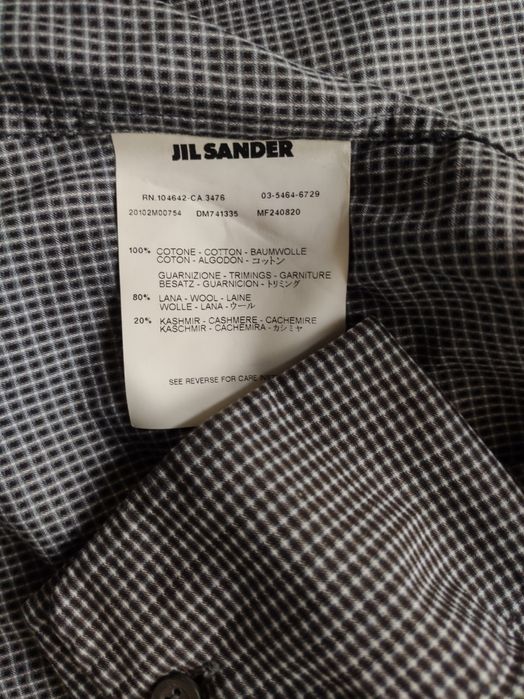 JIL SANDER
RN.104642-CA.3476 03-5464-6729
20102M00754 DM741335 MF240820
100% COTONE - COTTON - BAUMWOLLE
COTON - ALGODON - コットン
GUARNIZIONE - TRIMINGS - GARNITURE
BESATZ - GUARNICION - トリミング
80% LANA - WOOL - LAINE
WOLLE - LANA - ウール
20% KASHMIR - CASHMERE - CACHEMIRE
KASCHMIR - CACHEMIRA - カシミヤ
SEE REVERSE FOR CARE